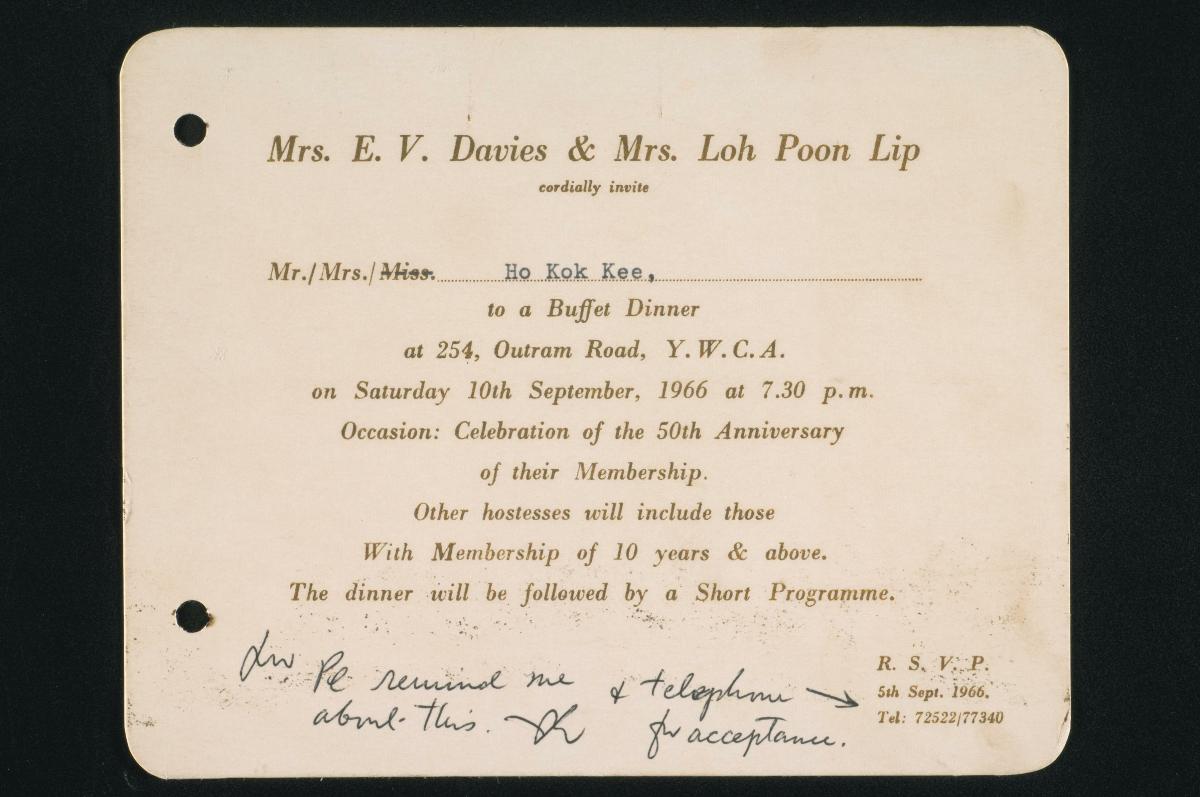 Mrs. E. V. Davies & Mrs. Loh Poon Lip
cordially invite
Mr./Mrs./Miss. Ho Kok Kee,
to a Buffet Dinner
at 254, Outram Road, Y.W.C.A.
on Saturday 10th September, 1966 at 7.30 p.m.
Occasion: Celebration of the 50th Anniversary
of their Membership.
Other hostesses will include those
With Membership of 10 years & above.
The dinner will be followed by a Short Programme.
R. S. V. P.
5th Sept. 1966.
Tel: 72522/77340
Pl remind me & telephone →
about this. for acceptance.